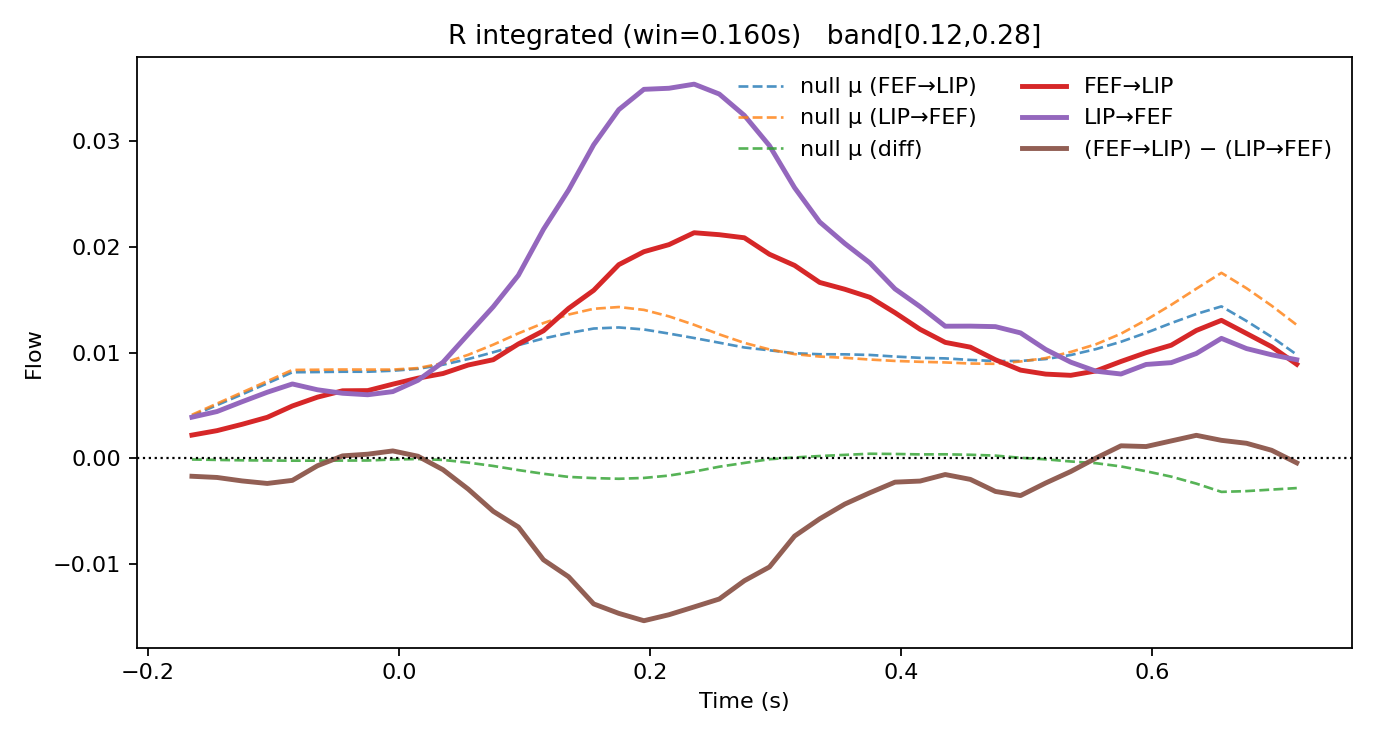 R integrated (win=0.160s)   band[0.12,0.28]
null μ (FEF→LIP)
null μ (LIP→FEF)
null μ (diff)
FEF→LIP
LIP→FEF
(FEF→LIP) − (LIP→FEF)
Flow
0.03
0.02
0.01
0.00
−0.01
−0.2
0.0
0.2
0.4
0.6
Time (s)